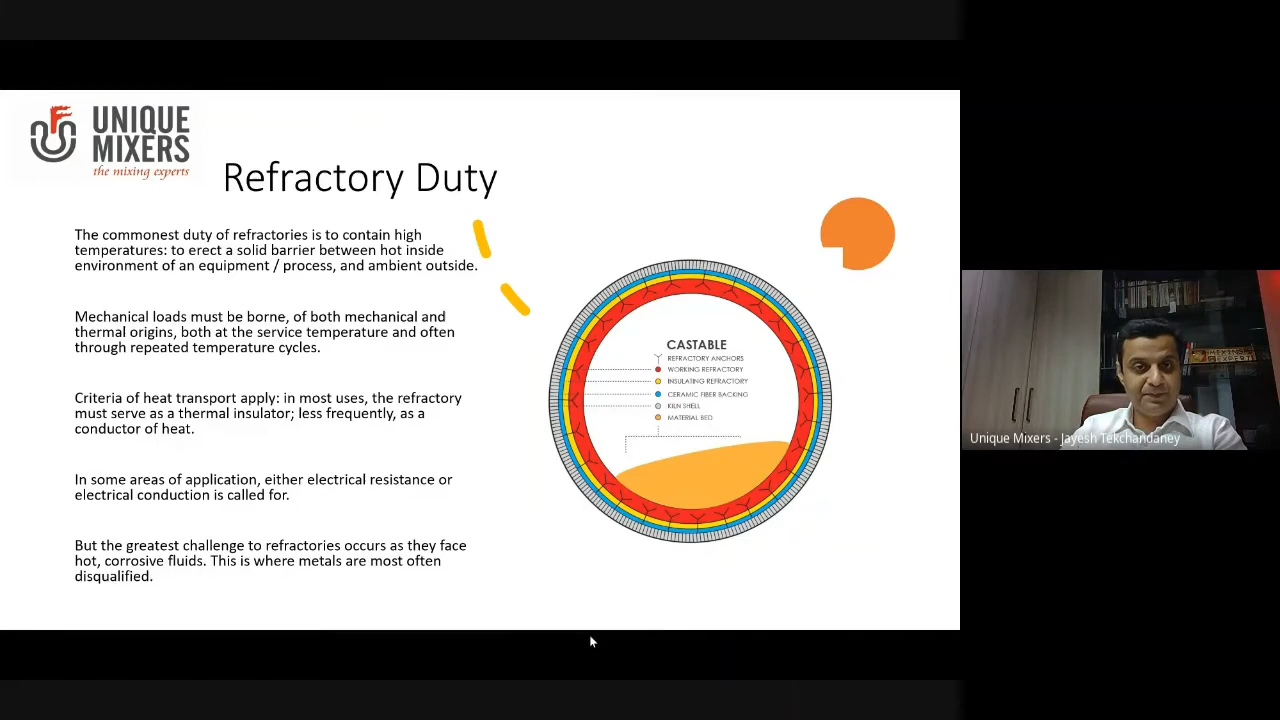 UNIQUE
MIXERS
the mixing experts
Refractory Duty
The commonest duty of refractories is to contain high
temperatures: to erect a solid barrier between hot inside
environment of an equipment / process, and ambient outside.
Mechanical loads must be borne, of both mechanical and
thermal origins, both at the service temperature and often
through repeated temperature cycles.
Criteria of heat transport apply: in most uses, the refractory
must serve as a thermal insulator; less frequently, as a
conductor of heat.
In some areas of application, either electrical resistance or
electrical conduction is called for.
But the greatest challenge to refractories occurs as they face
hot, corrosive fluids. This is where metals are most often
disqualified.
CASTABLE
REFRACTORY ANCHORS
WORKING REFRACTORY
INSULATING REFRACTORY
CERAMIC FIBER BACKING
KILN SHELL
MATERIAL BED
Unique Mixers - Jayesh Tekchandaney